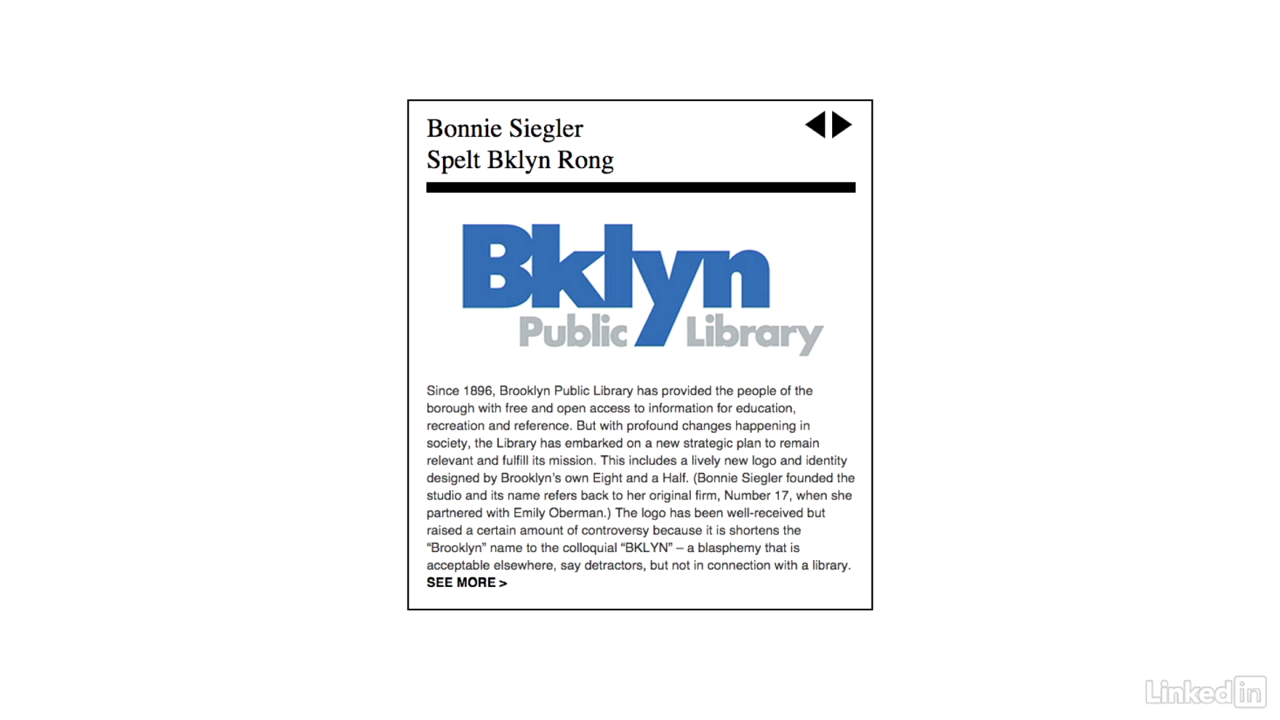 Bonnie Siegler
Spelt Bklyn Rong
Bklyn
Public Library
Since 1896, Brooklyn Public Library has provided the people of the
borough with free and open access to information for education,
recreation and reference. But with profound changes happening in
society, the Library has embarked on a new strategic plan to remain
relevant and fulfill its mission. This includes a lively new logo and identity
designed by Brooklyn’s own Eight and a Half. (Bonnie Siegler founded the
studio and its name refers back to her original firm, Number 17, when she
partnered with Emily Oberman.) The logo has been well-received but
raised a certain amount of controversy because it is shortens the
“Brooklyn” name to the colloquial “BKLYN” – a blasphemy that is
acceptable elsewhere, say detractors, but not in connection with a library.
SEE MORE >
Linked in